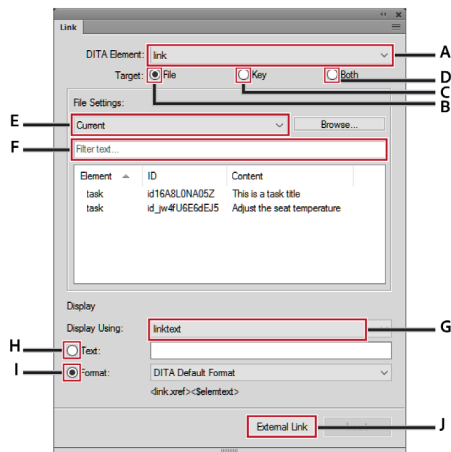 Link
DITA Element: link A
Target: File Key Both D
C
B
File Settings:
E Current Browse...
F Filter text...
Element ID Content
task id16A8L0NA05Z This is a task title
task id_jw4fU6E6dEJ5 Adjust the seat temperature
Display
Display Using: linktext G
H Text:
I Format: DITA Default Format
<link.xref><$elemtext>
External Link J